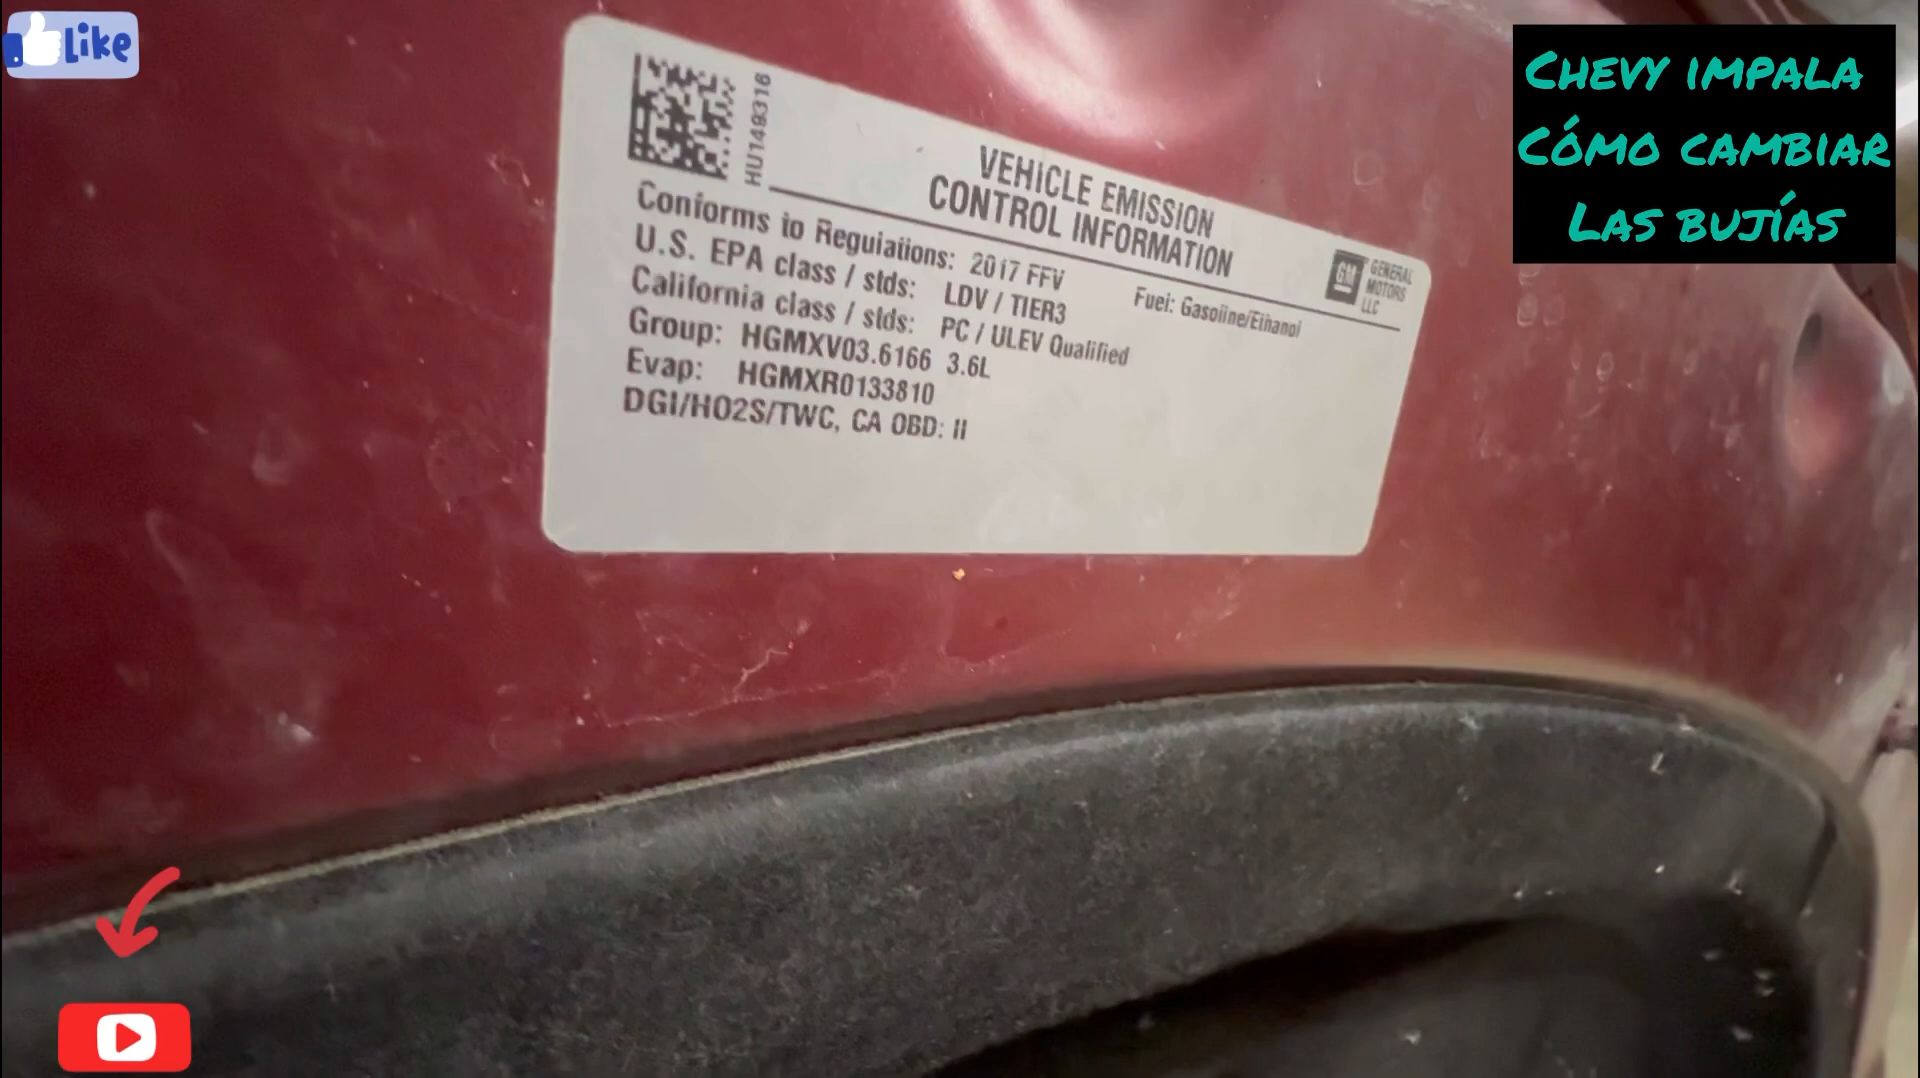 Like
CHEVY IMPALA
CÓMO CAMBIAR
LAS BUJÍAS
HU149316
VEHICLE EMISSION
CONTROL INFORMATION
GM
GENERAL
MOTORS
LLC
Conforms to Regulations: 2017 FFV
Fuel: Gasoline/Ethanol
U.S. EPA class / stds: LDV / TIER3
California class / stds: PC / ULEV Qualified
Group: HGMXV03.6166 3.6L
Evap: HGMXR0133810
DGI/HO2S/TWC, CA OBD: II